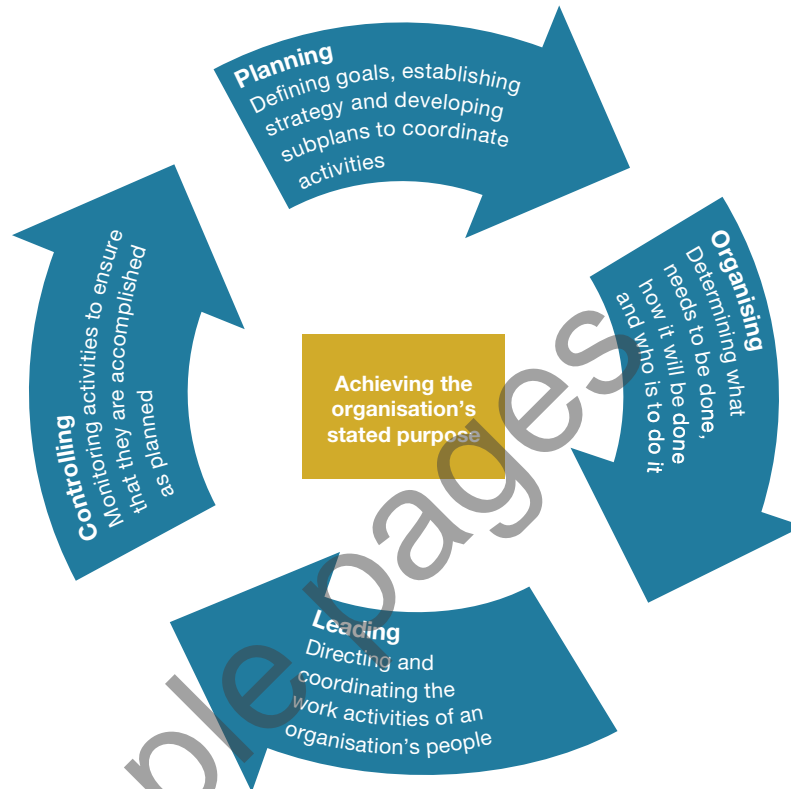 Planning
Defining goals, establishing
strategy and developing
subplans to coordinate
activities
Organising
Determining what
needs to be done,
how it will be done
and who is to do it
Leading
Directing and
coordinating the
work activities of an
organisation's people
Controlling
Monitoring activities to ensure
that they are accomplished
as planned
Achieving the
organisation's
stated purpose
ple pages